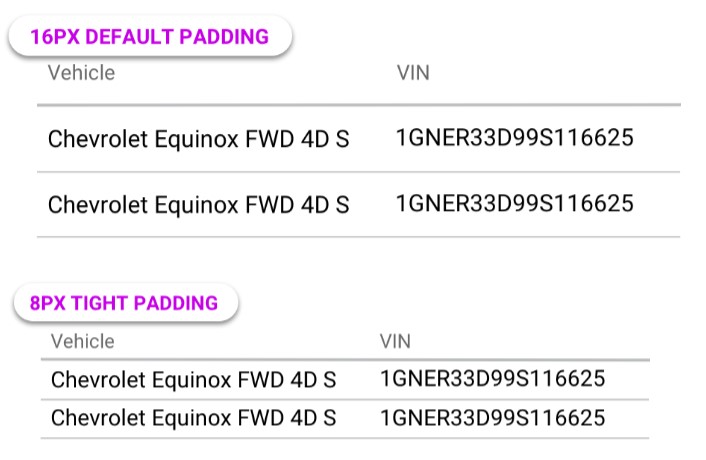 16PX DEFAULT PADDING
Vehicle VIN
Chevrolet Equinox FWD 4D S 1GNER33D99S116625
Chevrolet Equinox FWD 4D S 1GNER33D99S116625
8PX TIGHT PADDING
Vehicle VIN
Chevrolet Equinox FWD 4D S 1GNER33D99S116625
Chevrolet Equinox FWD 4D S 1GNER33D99S116625